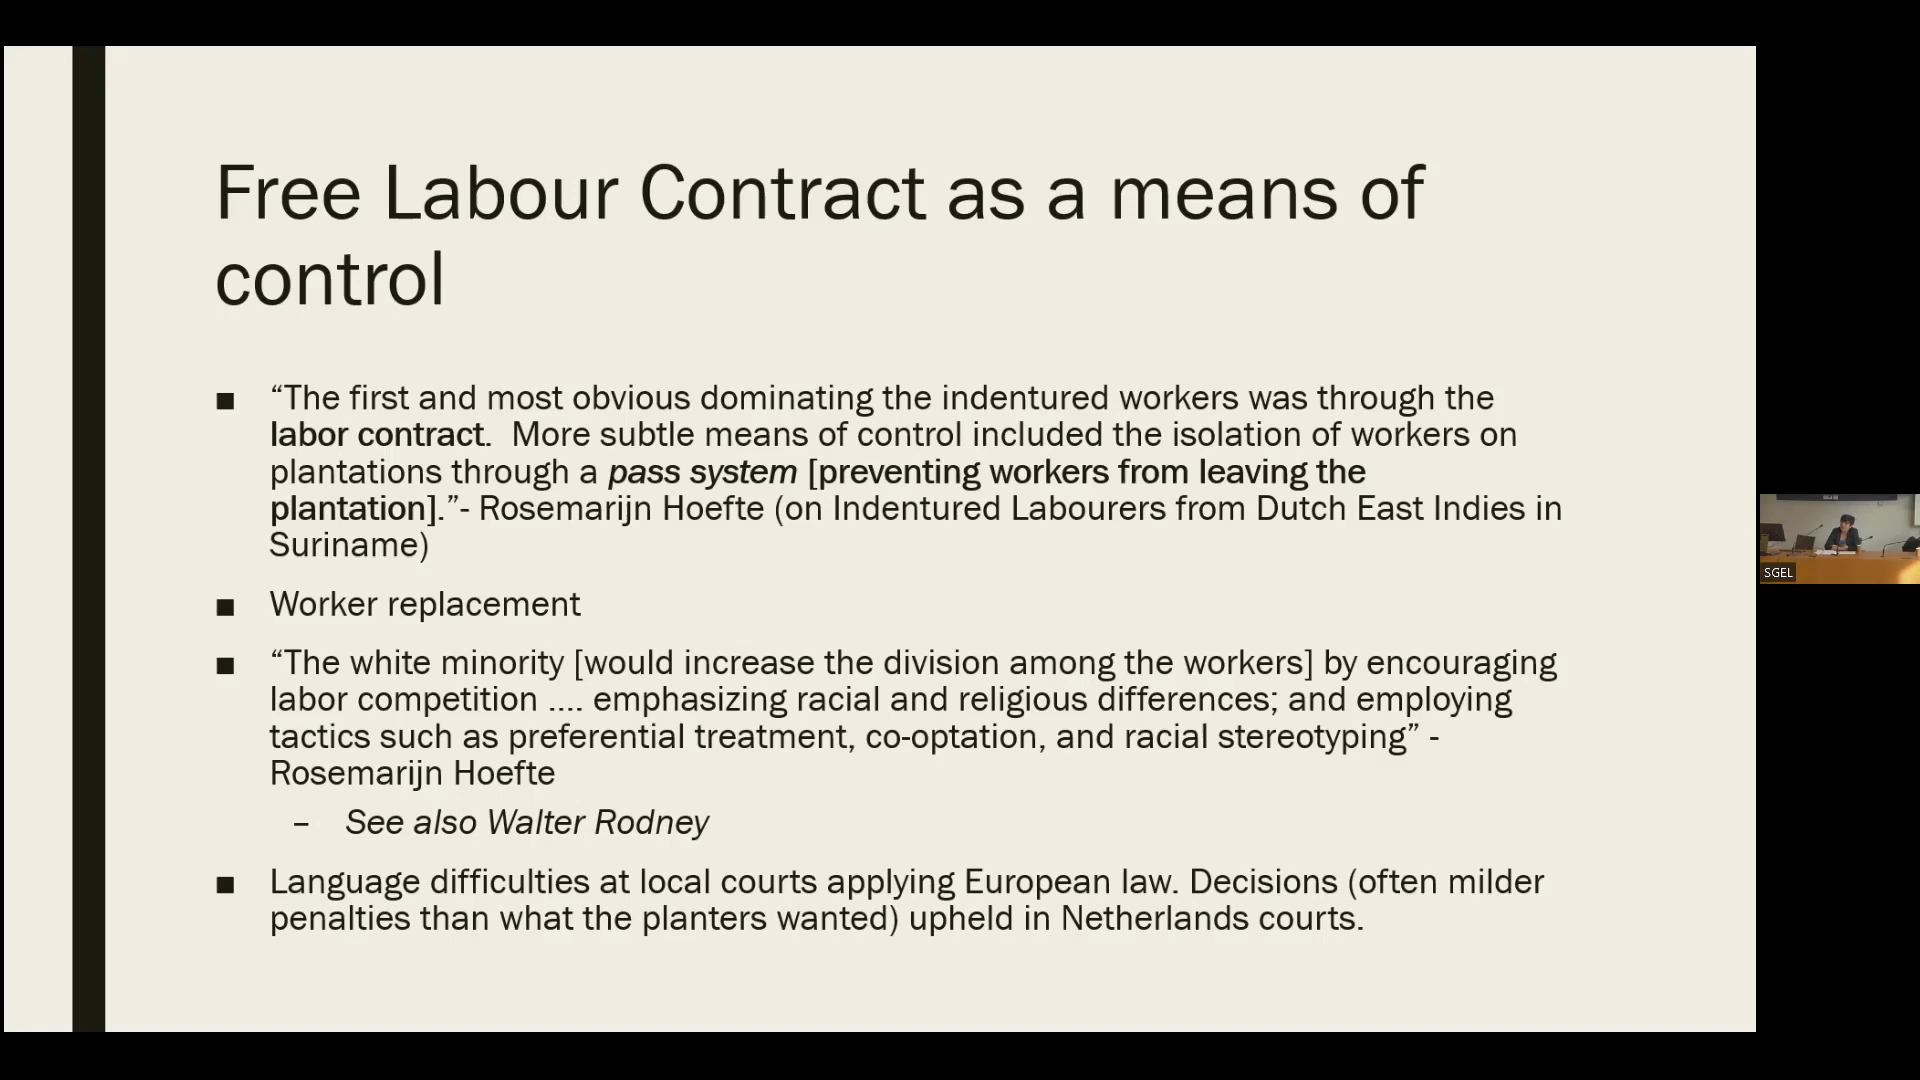 Free Labour Contract as a means of
control
■ “The first and most obvious dominating the indentured workers was through the
labor contract.  More subtle means of control included the isolation of workers on
plantations through a pass system [preventing workers from leaving the
plantation].”- Rosemarijn Hoefte (on Indentured Labourers from Dutch East Indies in
Suriname)
■ Worker replacement
■ “The white minority [would increase the division among the workers] by encouraging
labor competition …. emphasizing racial and religious differences; and employing
tactics such as preferential treatment, co-optation, and racial stereotyping” -
Rosemarijn Hoefte
– See also Walter Rodney
■ Language difficulties at local courts applying European law. Decisions (often milder
penalties than what the planters wanted) upheld in Netherlands courts.
SGEL